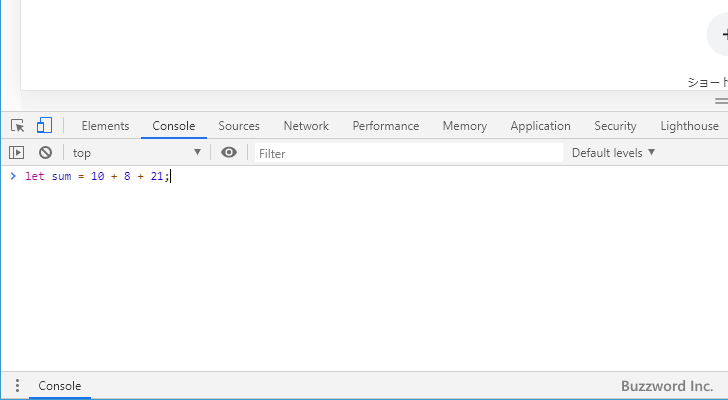 ショート
Elements Console Sources Network Performance Memory Application Security Lighthouse
top Filter Default levels
let sum = 10 + 8 + 21;
Console
Buzzword Inc.